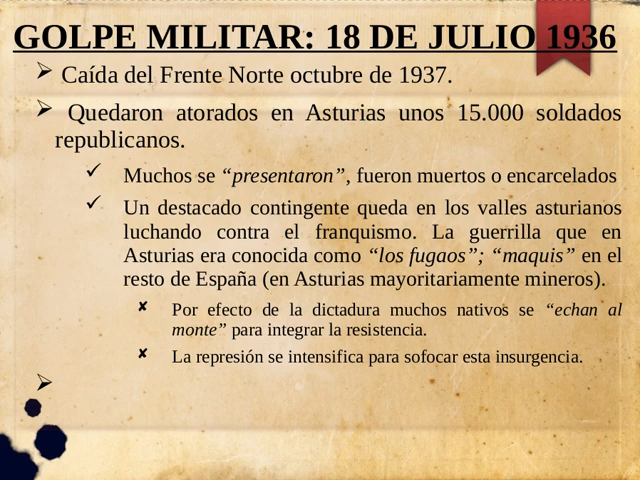 GOLPE MILITAR: 18 DE JULIO 1936
Caída del Frente Norte octubre de 1937.
Quedaron atorados en Asturias unos 15.000 soldados
republicanos.
Muchos se “presentaron”, fueron muertos o encarcelados
Un destacado contingente queda en los valles asturianos
luchando contra el franquismo. La guerrilla que en
Asturias era conocida como “los fugaos”; “maquis” en el
resto de España (en Asturias mayoritariamente mineros).
Por efecto de la dictadura muchos nativos se “echan al
monte” para integrar la resistencia.
La represión se intensifica para sofocar esta insurgencia.